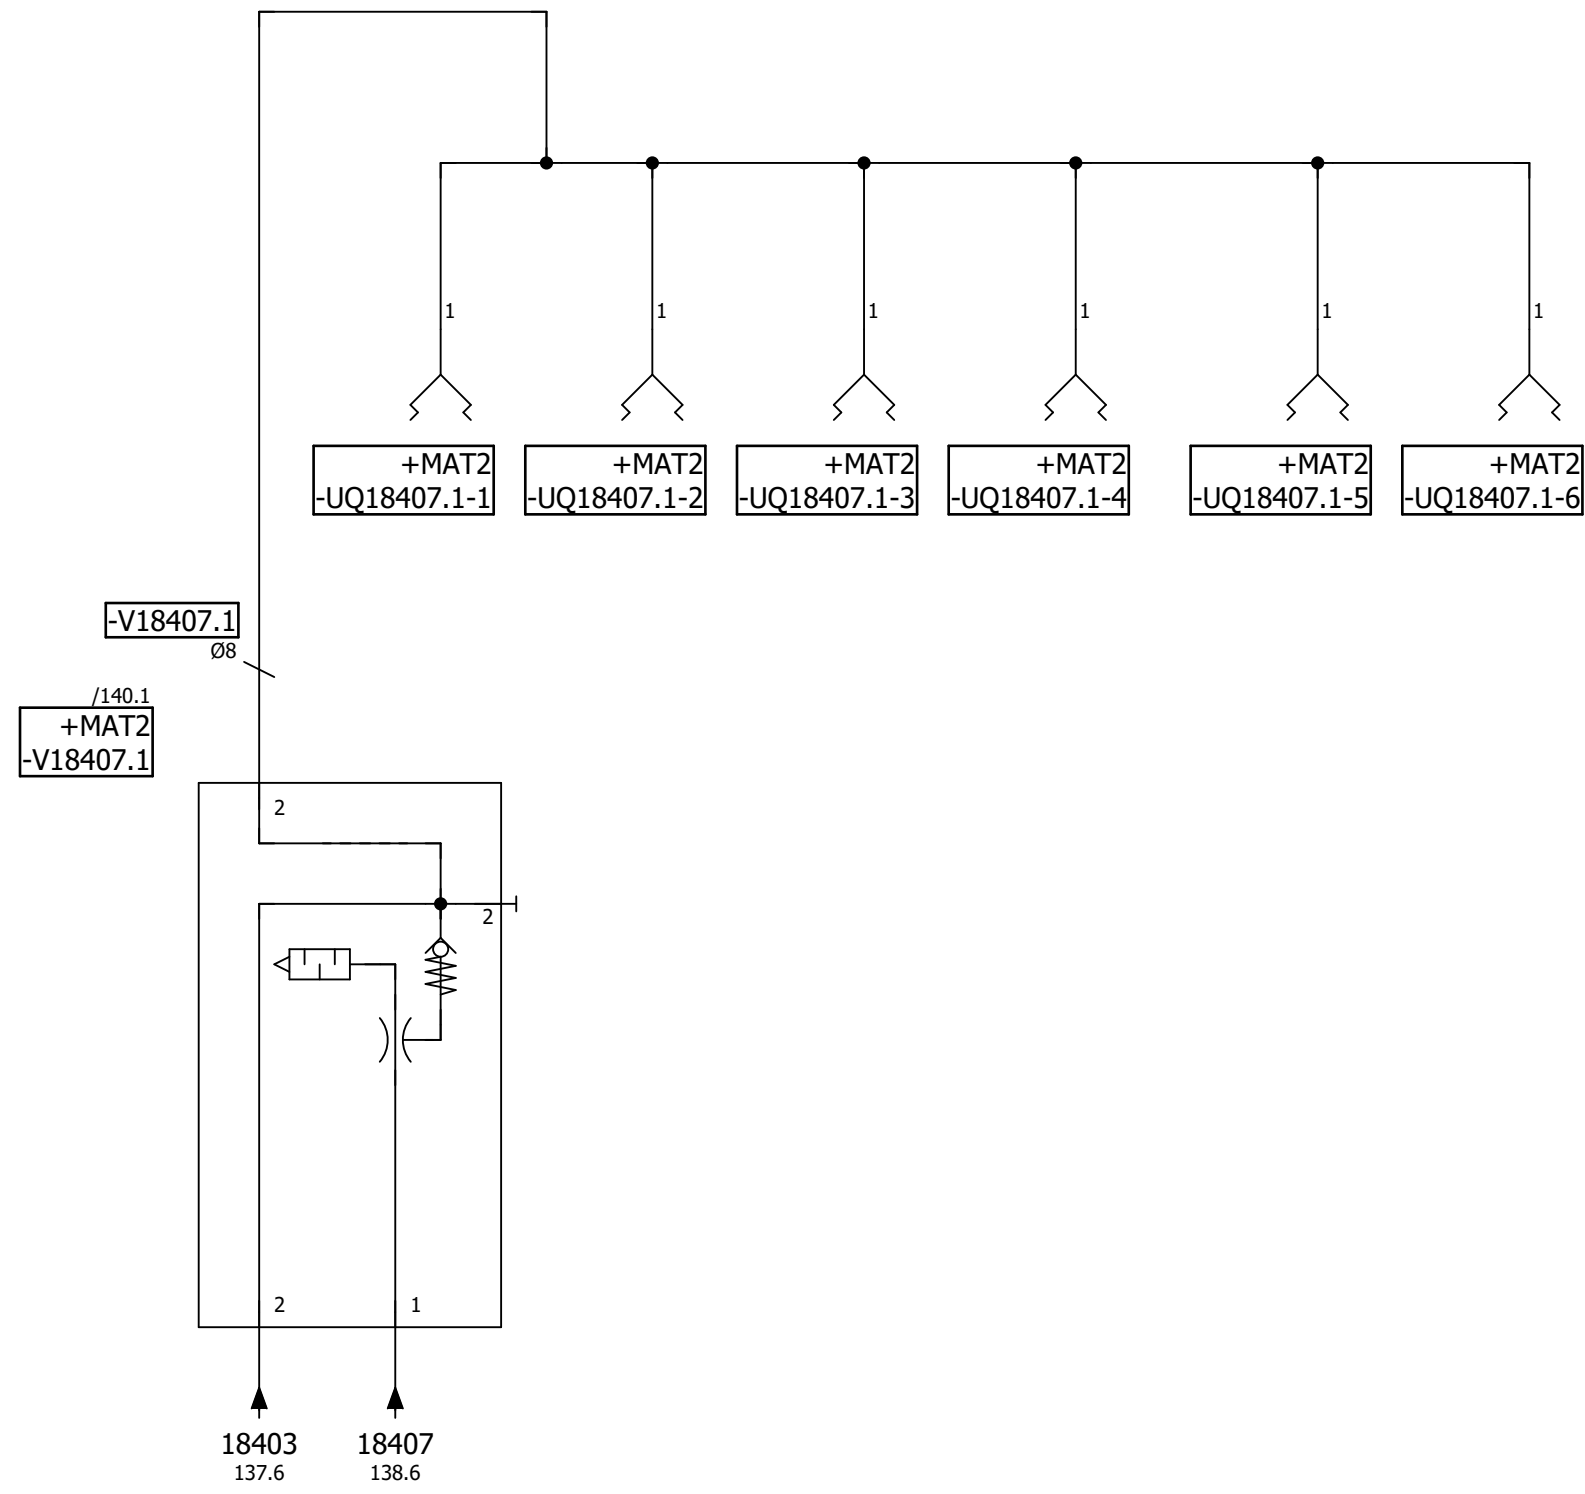 1
1
1
1
1
1
+MAT2
-UQ18407.1-1
+MAT2
-UQ18407.1-2
+MAT2
-UQ18407.1-3
+MAT2
-UQ18407.1-4
+MAT2
-UQ18407.1-5
+MAT2
-UQ18407.1-6
-V18407.1
Ø8
/140.1
+MAT2
-V18407.1
2
2
2
1
18403
137.6
18407
138.6